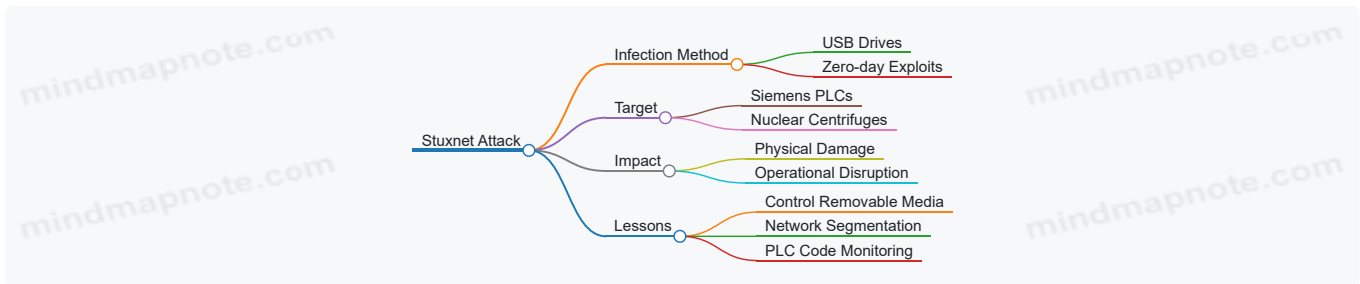 mindmapnote.com
mindmapnote.com
Stuxnet Attack
Infection Method
USB Drives
Zero-day Exploits
Target
Siemens PLCs
Nuclear Centrifuges
Impact
Physical Damage
Operational Disruption
Lessons
Control Removable Media
Network Segmentation
PLC Code Monitoring
mindmapnote.com
mindmapnote.com